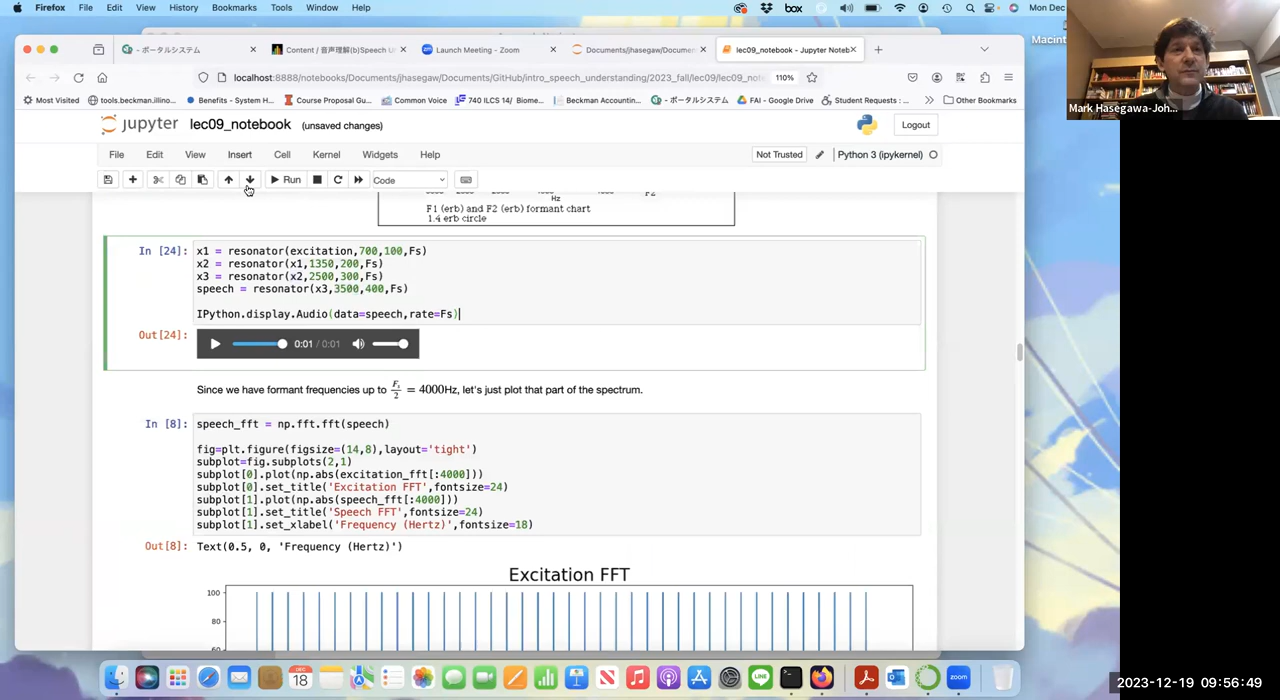 Firefox File Edit View History Bookmarks Tools Window Help
box
Mon Dec
Macint
Mark Hasegawa-Joh...
ポータルシステム
Content / 音声理解の(Speech U
Launch Meeting - Zoom
Documents/jhasegaw/Documen
lec09_notebook - Jupyter Noteb
localhost:8888/notebooks/Documents/jhasegaw/Documents/GitHub/intro_speech_understanding/2023_fall/lec09/lec09_note
110%
Most Visited
tools.beckman.illino...
Benefits - System H...
Course Proposal Gu...
Common Voice
740 ILCS 14/ Biome...
Beckman Accountin...
ポータルシステム
FAI - Google Drive
Student Requests : ...
Other Bookmarks
jupyter lec09_notebook (unsaved changes)
Logout
File Edit View Insert Cell Kernel Widgets Help
Not Trusted
Python 3 (ipykernel)
Run
Code
Hz
F2
F1 (erb) and F2 (erb) formant chart
1.4 erb circle
In [24]: x1 = resonator(excitation,700,100,Fs)
x2 = resonator(x1,1350,200,Fs)
x3 = resonator(x2,2500,300,Fs)
speech = resonator(x3,3500,400,Fs)
IPython.display.Audio(data=speech,rate=Fs)
Out[24]:
0:01 / 0:01
Since we have formant frequencies up to Fs/2 = 4000Hz, let's just plot that part of the spectrum.
In [8]: speech_fft = np.fft.fft(speech)
fig=plt.figure(figsize=(14,8),layout='tight')
subplot=fig.subplots(2,1)
subplot[0].plot(np.abs(excitation_fft[:4000]))
subplot[0].set_title('Excitation FFT',fontsize=24)
subplot[1].plot(np.abs(speech_fft[:4000]))
subplot[1].set_title('Speech FFT',fontsize=24)
subplot[1].set_xlabel('Frequency (Hertz)',fontsize=18)
Out[8]: Text(0.5, 0, 'Frequency (Hertz)')
Excitation FFT
100
80
DEC
18
LINE
zoom
2023-12-19 09:56:49